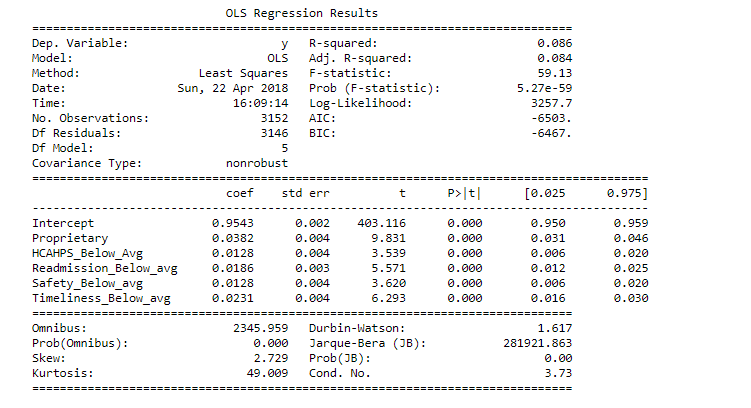 OLS Regression Results
==============================================================================
Dep. Variable: y R-squared: 0.086
Model: OLS Adj. R-squared: 0.084
Method: Least Squares F-statistic: 59.13
Date: Sun, 22 Apr 2018 Prob (F-statistic): 5.27e-59
Time: 16:09:14 Log-Likelihood: 3257.7
No. Observations: 3152 AIC: -6503.
Df Residuals: 3146 BIC: -6467.
Df Model: 5
Covariance Type: nonrobust
=========================================================================================
coef std err t P>|t| [0.025 0.975]
-----------------------------------------------------------------------------------------
Intercept 0.9543 0.002 403.116 0.000 0.950 0.959
Proprietary 0.0382 0.004 9.831 0.000 0.031 0.046
HCAHPS_Below_Avg 0.0128 0.004 3.539 0.000 0.006 0.020
Readmission_Below_avg 0.0186 0.003 5.571 0.000 0.012 0.025
Safety_Below_avg 0.0128 0.004 3.620 0.000 0.006 0.020
Timeliness_Below_avg 0.0231 0.004 6.293 0.000 0.016 0.030
==============================================================================
Omnibus: 2345.959 Durbin-Watson: 1.617
Prob(Omnibus): 0.000 Jarque-Bera (JB): 281921.863
Skew: 2.729 Prob(JB): 0.00
Kurtosis: 49.009 Cond. No. 3.73
==============================================================================